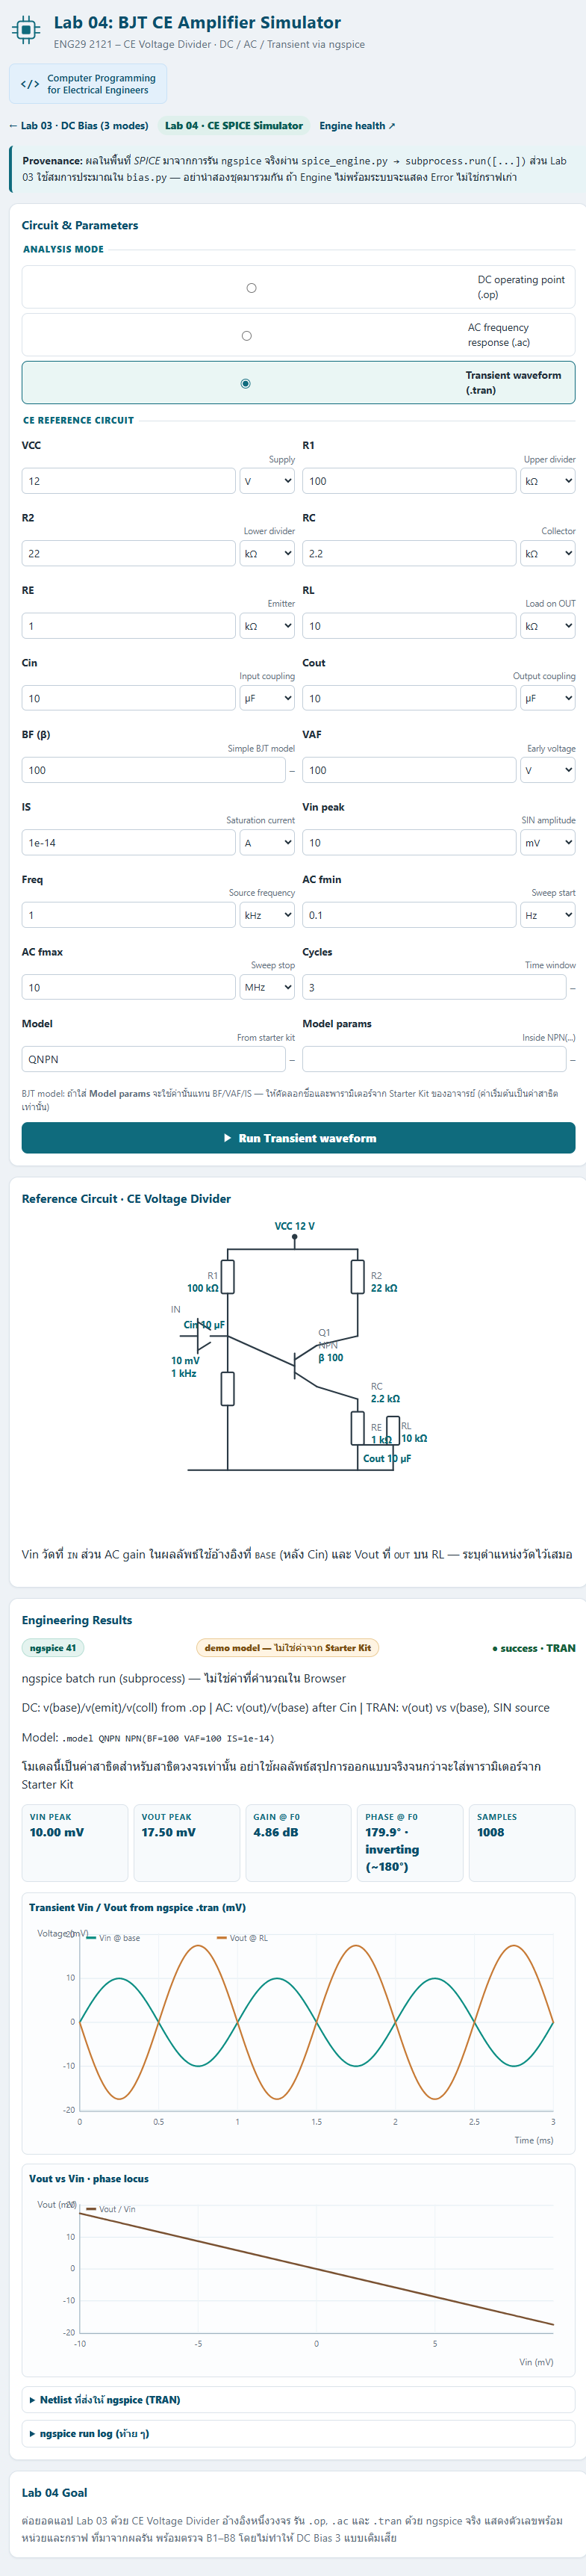 Lab 04: BJT CE Amplifier Simulator
ENG29 2121 – CE Voltage Divider · DC / AC / Transient via ngspice
</> Computer Programming
for Electrical Engineers
← Lab 03 · DC Bias (3 modes) Lab 04 · CE SPICE Simulator Engine health ↗
Provenance: ผลในพื้นที่ SPICE มาจากการรัน ngspice จริงผ่าน spice_engine.py → subprocess.run([...]) ส่วน Lab
03 ใช้สมการประมาณใน bias.py — อย่านำสองชุดมารวมกัน ถ้า Engine ไม่พร้อมระบบจะแสดง Error ไม่ใช่กราฟเก่า
Circuit & Parameters
ANALYSIS MODE
DC operating point
(.op)
AC frequency
response (.ac)
Transient waveform
(.tran)
CE REFERENCE CIRCUIT
VCC R1
Supply Upper divider
12 V 100 kΩ
R2 RC
Lower divider Collector
22 kΩ 2.2 kΩ
RE RL
Emitter Load on OUT
1 kΩ 10 kΩ
Cin Cout
Input coupling Output coupling
10 µF 10 µF
BF (β) VAF
Simple BJT model Early voltage
100 – 100 V
IS Vin peak
Saturation current SIN amplitude
1e-14 A 10 mV
Freq AC fmin
Source frequency Sweep start
1 kHz 0.1 Hz
AC fmax Cycles
Sweep stop Time window
10 MHz 3 –
Model Model params
From starter kit Inside NPN(...)
QNPN – –
BJT model: ถ้าใส่ Model params จะใช้ค่านั้นแทน BF/VAF/IS — ให้คัดลอกชื่อและพารามิเตอร์จาก Starter Kit ของอาจารย์ (ค่าเริ่มต้นเป็นค่าสาธิต
เท่านั้น)
▶ Run Transient waveform
Reference Circuit · CE Voltage Divider
VCC 12 V
R1 R2
100 kΩ 22 kΩ
IN
Cin 10 µF
Q1
NPN
β 100
10 mV
1 kHz
RC
2.2 kΩ
RE RL
1 kΩ 10 kΩ
Cout 10 µF
Vin วัดที่ IN ส่วน AC gain ในผลลัพธ์ใช้อ้างอิงที่ BASE (หลัง Cin) และ Vout ที่ OUT บน RL — ระบุตำแหน่งวัดไว้เสมอ
Engineering Results
ngspice 41 demo model — ไม่ใช่ค่าจาก Starter Kit ● success · TRAN
ngspice batch run (subprocess) — ไม่ใช่ค่าที่คำนวณใน Browser
DC: v(base)/v(emit)/v(coll) from .op | AC: v(out)/v(base) after Cin | TRAN: v(out) vs v(base), SIN source
Model: .model QNPN NPN(BF=100 VAF=100 IS=1e-14)
โมเดลนี้เป็นค่าสาธิตสำหรับสาธิตวงจรเท่านั้น อย่าใช้ผลลัพธ์สรุปการออกแบบจริงจนกว่าจะใส่พารามิเตอร์จาก
Starter Kit
VIN PEAK VOUT PEAK GAIN @ F0 PHASE @ F0 SAMPLES
10.00 mV 17.50 mV 4.86 dB 179.9° · inverting (~180°) 1008
Transient Vin / Vout from ngspice .tran (mV)
Voltage (mV) 20 Vin @ base Vout @ RL
10
0
-10
-20
0 0.5 1 1.5 2 2.5 3
Time (ms)
Vout vs Vin · phase locus
Vout (mV) 20 Vout / Vin
10
0
-10
-20
-10 -5 0 5
Vin (mV)
▶ Netlist ที่ส่งให้ ngspice (TRAN)
▶ ngspice run log (ท้าย ๆ)
Lab 04 Goal
ต่อยอดแอป Lab 03 ด้วย CE Voltage Divider อ้างอิงหนึ่งวงจร รัน .op, .ac และ .tran ด้วย ngspice จริง แสดงตัวเลขพร้อม
หน่วยและกราฟ ที่มาจากผลรัน พร้อมตรวจ B1–B8 โดยไม่ทำให้ DC Bias 3 แบบเดิมเสีย